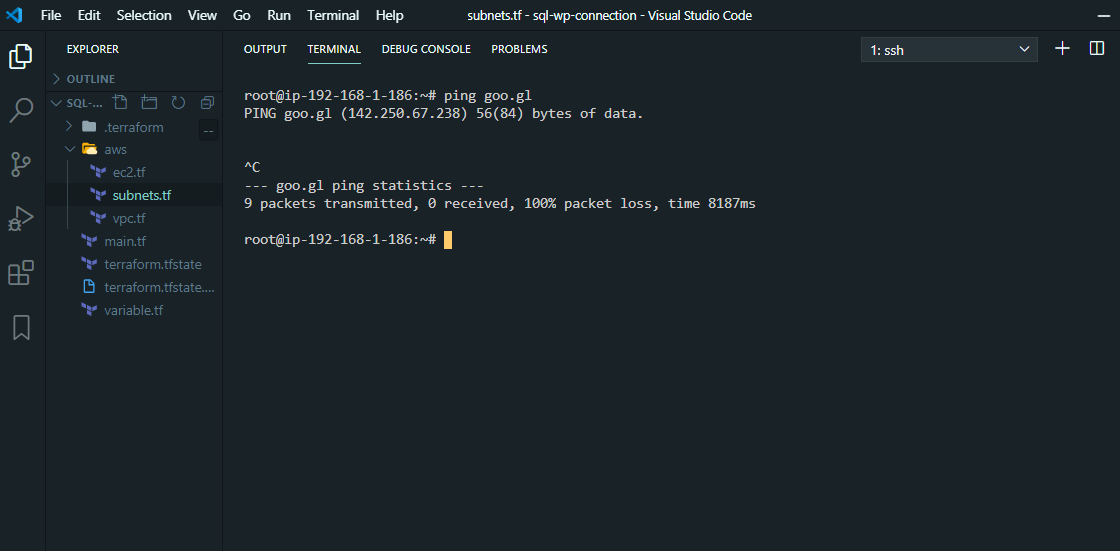 File Edit Selection View Go Run Terminal Help subnets.tf - sql-wp-connection - Visual Studio Code
EXPLORER
OUTLINE
SQL-...
.terraform
--
aws
ec2.tf
subnets.tf
vpc.tf
main.tf
terraform.tfstate
terraform.tfstate....
variable.tf
OUTPUT TERMINAL DEBUG CONSOLE PROBLEMS
1: ssh
root@ip-192-168-1-186:~# ping goo.gl
PING goo.gl (142.250.67.238) 56(84) bytes of data.
^C
--- goo.gl ping statistics ---
9 packets transmitted, 0 received, 100% packet loss, time 8187ms
root@ip-192-168-1-186:~#